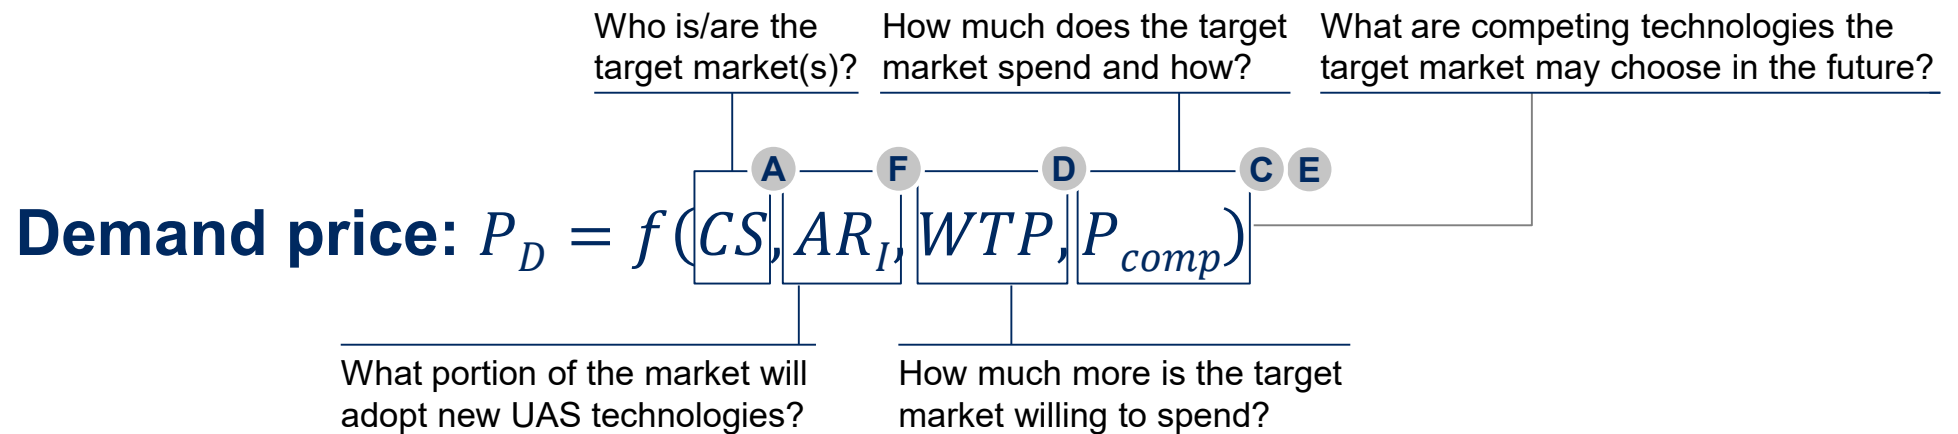 Who is/are the
target market(s)?
How much does the target
market spend and how?
What are competing technologies the
target market may choose in the future?
A F D C E
Demand price: P_D = f(CS, AR_I, WTP, P_comp)
What portion of the market will
adopt new UAS technologies?
How much more is the target
market willing to spend?